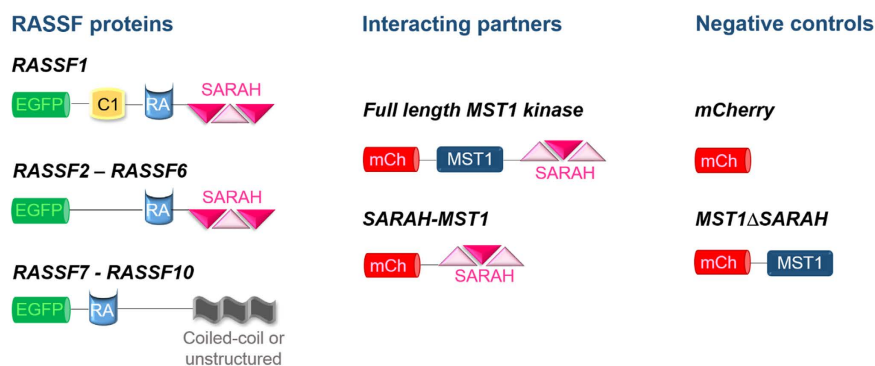 RASSF proteins
RASSF1
EGFP
C1
RA
SARAH
RASSF2 – RASSF6
EGFP
RA
SARAH
RASSF7 - RASSF10
EGFP
RA
Coiled-coil or
unstructured
Interacting partners
Full length MST1 kinase
mCh
MST1
SARAH
SARAH-MST1
mCh
SARAH
Negative controls
mCherry
mCh
MST1ΔSARAH
mCh
MST1